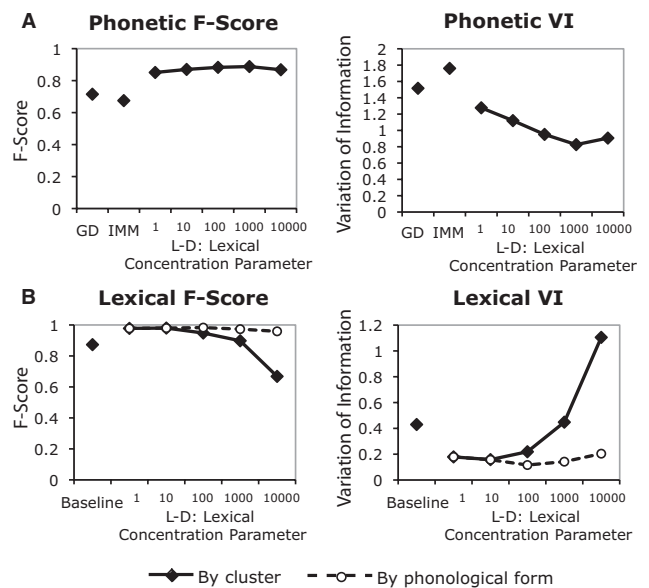 A
Phonetic F-Score
F-Score
1
0.8
0.6
0.4
0.2
0
GD IMM 1 10 100 1000 10000
L-D: Lexical
Concentration Parameter
Phonetic VI
Variation of Information
2
1.8
1.6
1.4
1.2
1
0.8
0.6
0.4
0.2
0
GD IMM 1 10 100 1000 10000
L-D: Lexical
Concentration Parameter
B
Lexical F-Score
F-Score
1
0.8
0.6
0.4
0.2
0
Baseline 1 10 100 1000 10000
L-D: Lexical
Concentration Parameter
Lexical VI
Variation of Information
1.2
1
0.8
0.6
0.4
0.2
0
Baseline 1 10 100 1000 10000
L-D: Lexical
Concentration Parameter
By cluster
By phonological form